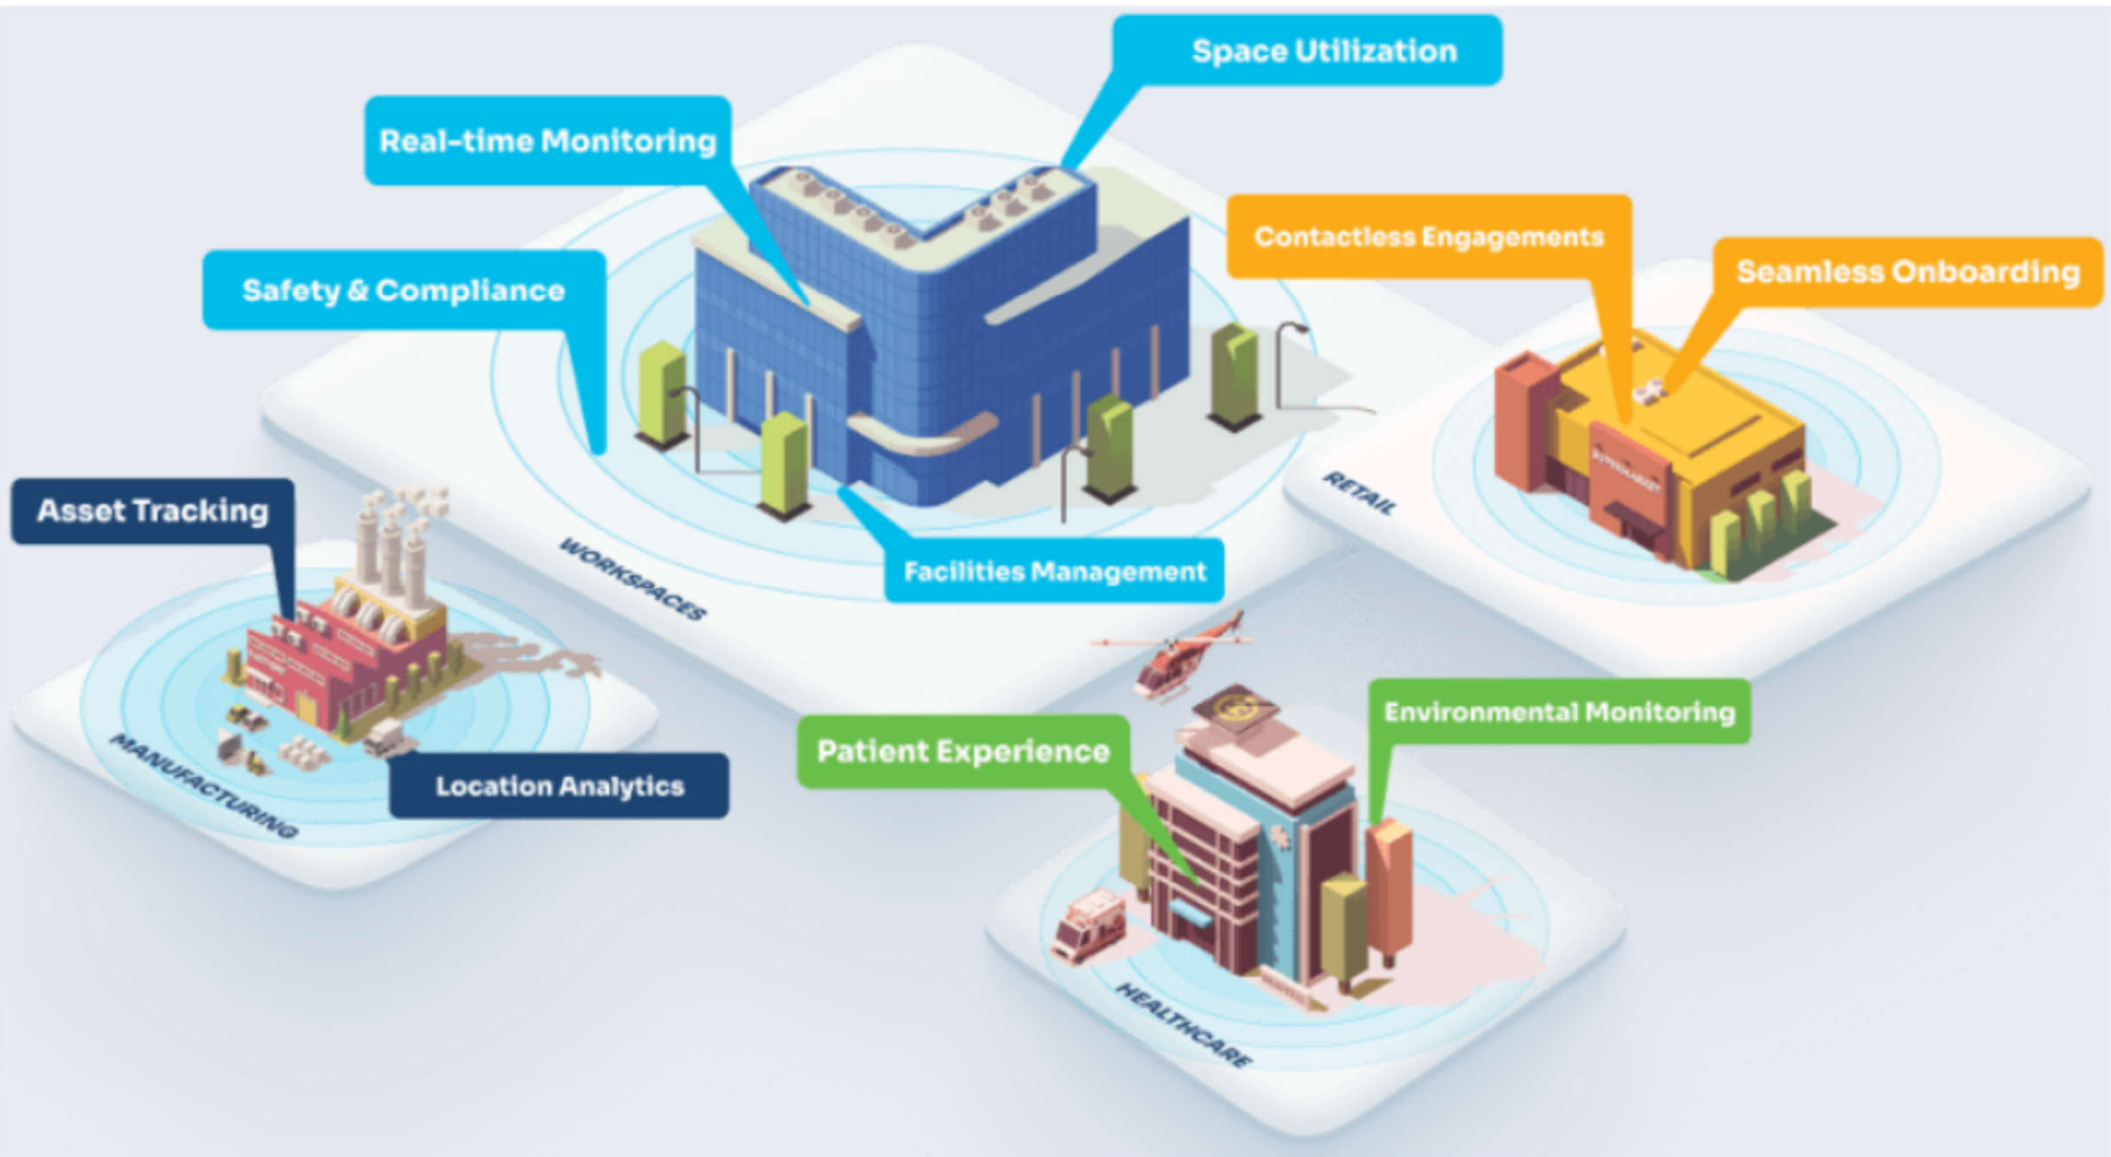 Space Utilization
Real-time Monitoring
Contactless Engagements
Seamless Onboarding
Safety & Compliance
RETAIL
SUPERMARKET
Asset Tracking
WORKSPACES
Facilities Management
Environmental Monitoring
Patient Experience
MANUFACTURING
Location Analytics
HEALTHCARE